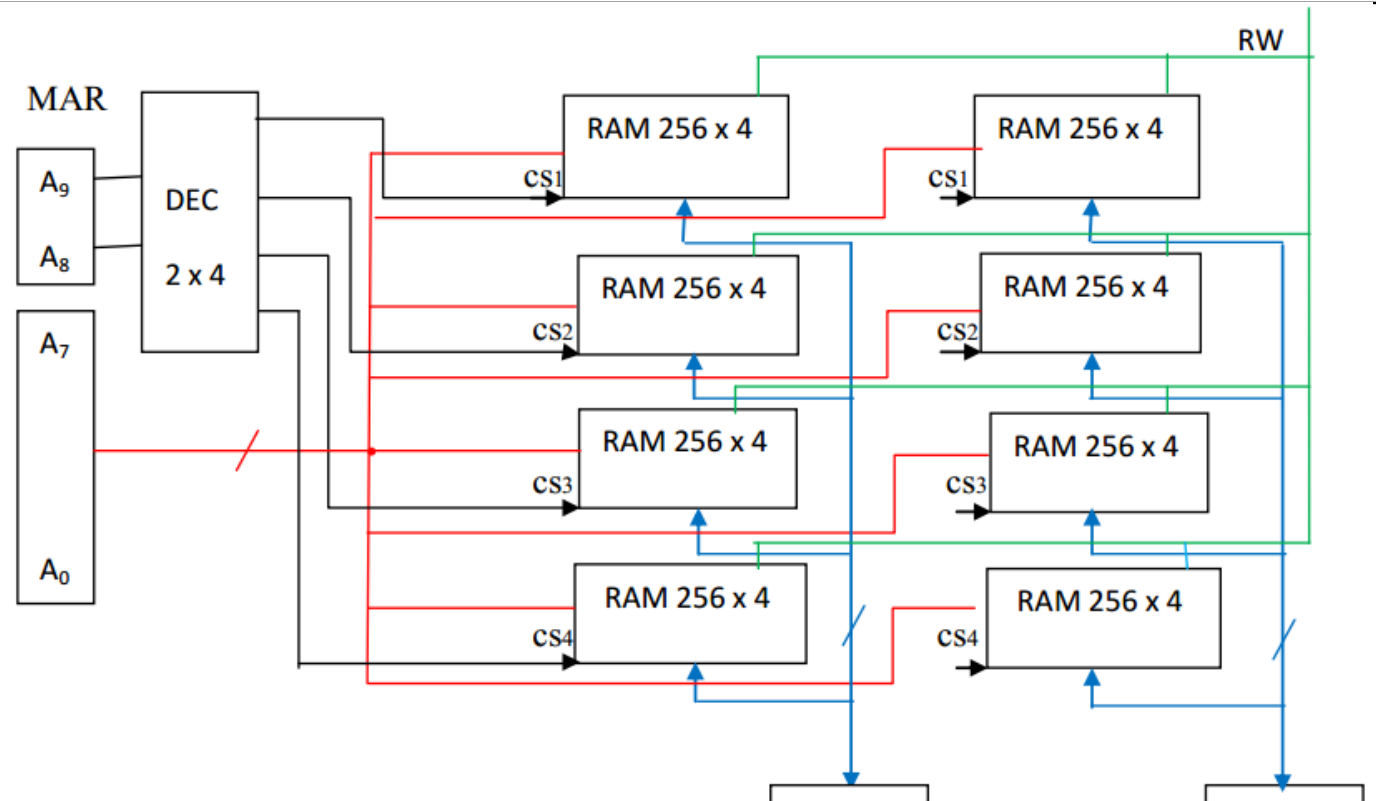 RW
MAR
RAM 256 x 4
RAM 256 x 4
A₉
DEC
CS1
CS1
A₈
2 x 4
RAM 256 x 4
RAM 256 x 4
CS2
CS2
A₇
RAM 256 x 4
RAM 256 x 4
CS3
CS3
A₀
RAM 256 x 4
RAM 256 x 4
CS4
CS4